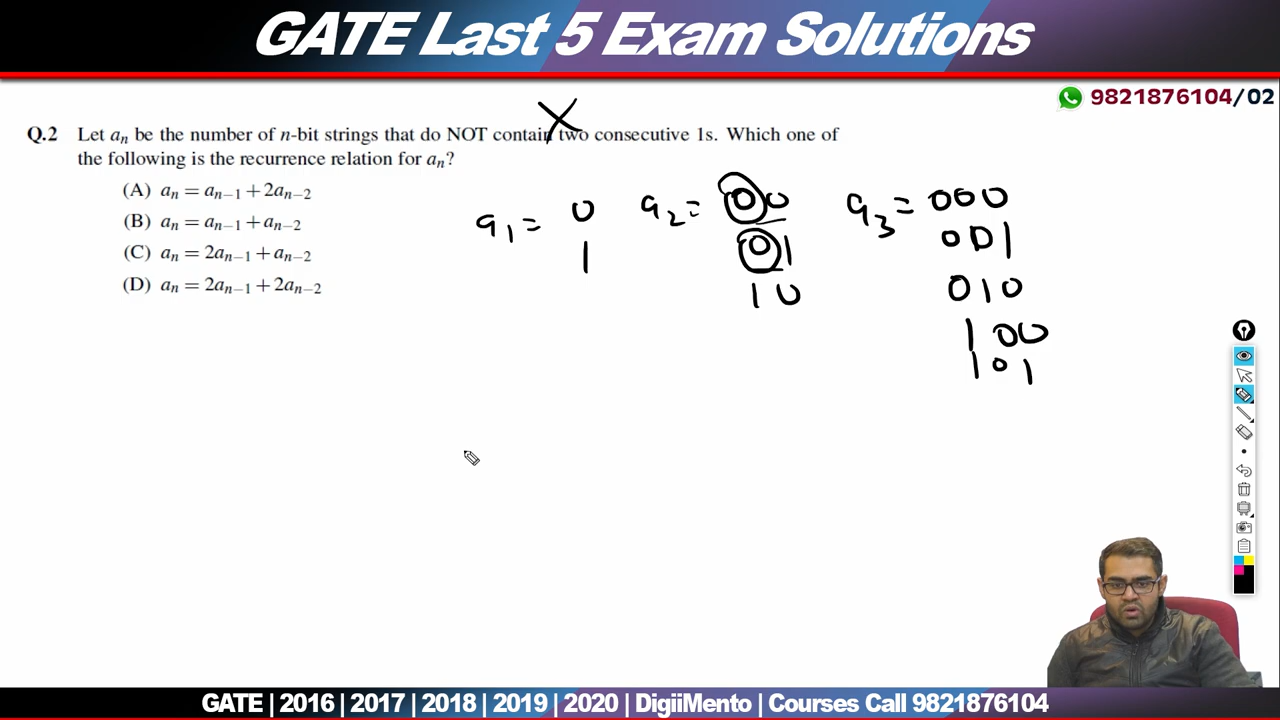 GATE Last 5 Exam Solutions
9821876104/02
Q.2 Let aₙ be the number of n-bit strings that do NOT contain two consecutive 1s. Which one of
the following is the recurrence relation for aₙ?
(A) aₙ = aₙ₋₁ + 2aₙ₋₂
(B) aₙ = aₙ₋₁ + aₙ₋₂
(C) aₙ = 2aₙ₋₁ + aₙ₋₂
(D) aₙ = 2aₙ₋₁ + 2aₙ₋₂
a₁ = 0
1
a₂ = 00
01
10
a₃ = 000
001
010
100
101
GATE | 2016 | 2017 | 2018 | 2019 | 2020 | DigiiMento | Courses Call 9821876104